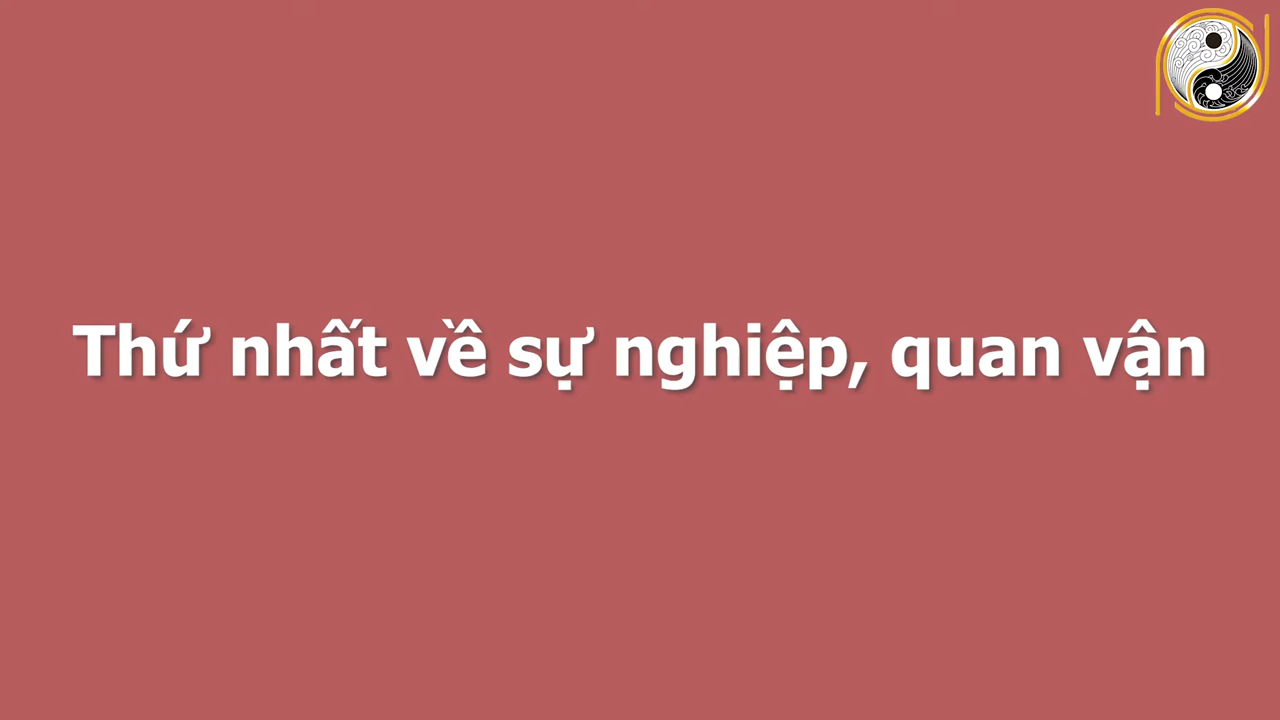 Thứ nhất về sự nghiệp, quan vận